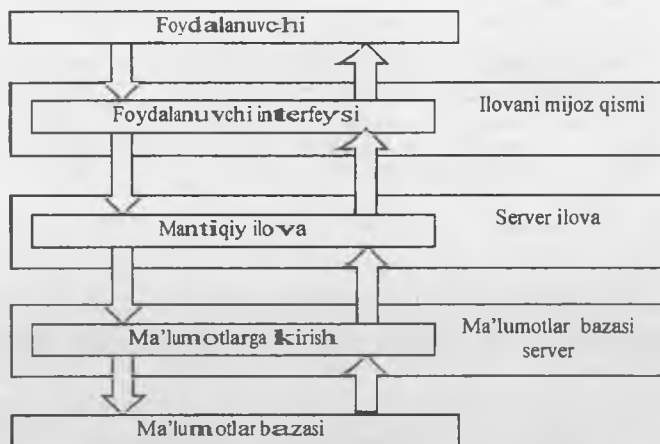 Foydalanuvchi
Foydalanuvchi interfeysi
Ilovani mijoz qismi
Mantiqiy ilova
Server ilova
Ma'lumotlarga kirish
Ma'lumotlar bazasi
server
Ma'lumotlar bazasi